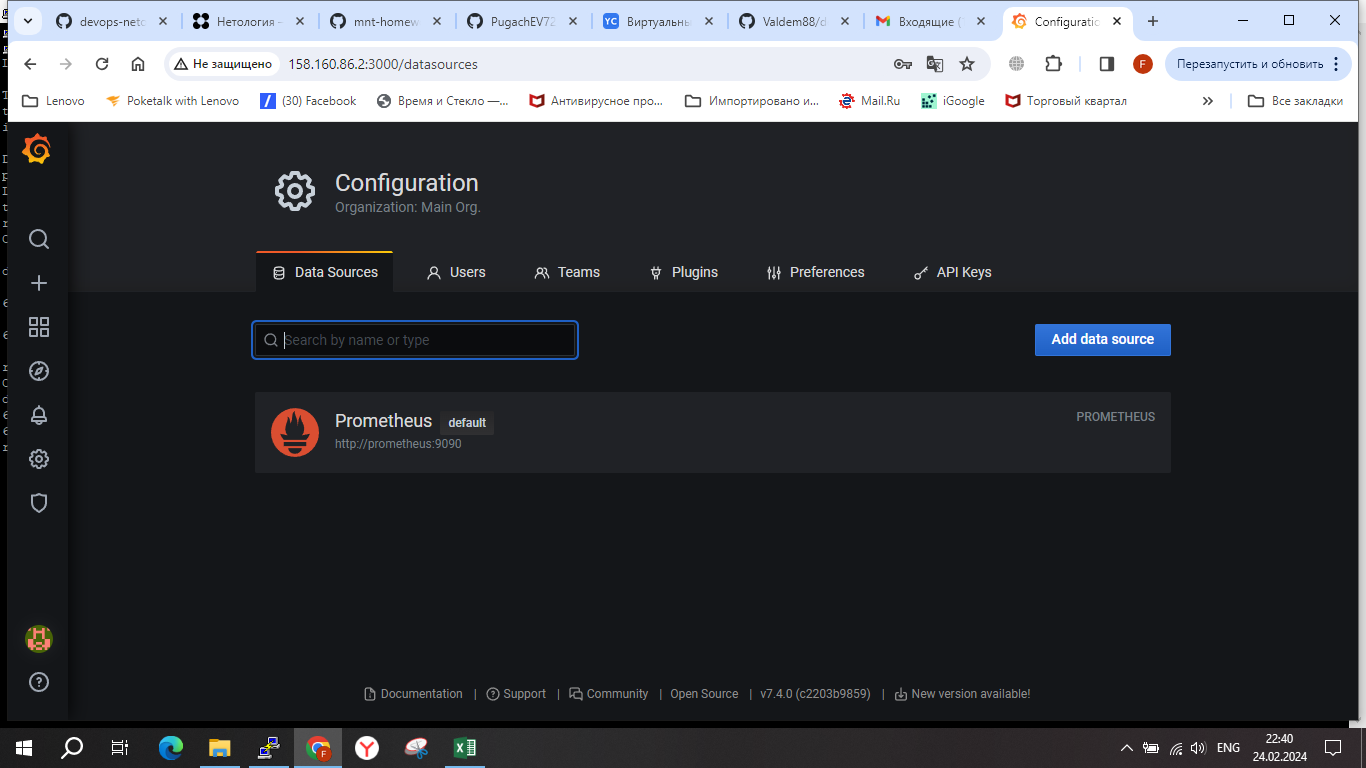 devops-netc
Нетология –
mnt-homew
PugachEV72
YC
Виртуальнь
Valdem88/d
Входящие (
Configuratio
Не защищено
158.160.86.2:3000/datasources
F
Перезапустить и обновить
Lenovo
Poketalk with Lenovo
(30) Facebook
Время и Стекло —...
Антивирусное про...
Импортировано и...
Mail.Ru
iGoogle
Торговый квартал
Все закладки
Configuration
Organization: Main Org.
Data Sources
Users
Teams
Plugins
Preferences
API Keys
Search by name or type
Add data source
Prometheus
default
PROMETHEUS
http://prometheus:9090
Documentation | Support | Community | Open Source | v7.4.0 (c2203b9859) | New version available!
ENG
22:40
24.02.2024